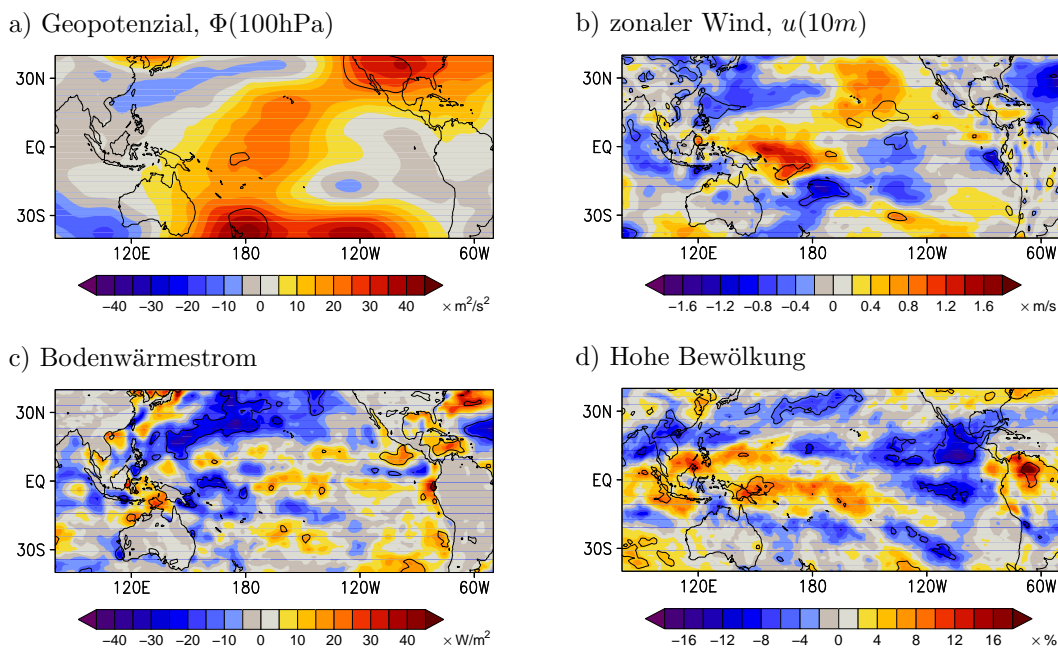 a) Geopotenzial, Φ(100hPa)
30N
EQ
30S
120E 180 120W 60W
−40 −30 −20 −10 0 10 20 30 40 × m²/s²
b) zonaler Wind, u(10m)
30N
EQ
30S
120E 180 120W 60W
−1.6 −1.2 −0.8 −0.4 0 0.4 0.8 1.2 1.6 × m/s
c) Bodenwärmestrom
30N
EQ
30S
120E 180 120W 60W
−40 −30 −20 −10 0 10 20 30 40 × W/m²
d) Hohe Bewölkung
30N
EQ
30S
120E 180 120W 60W
−16 −12 −8 −4 0 4 8 12 16 × %